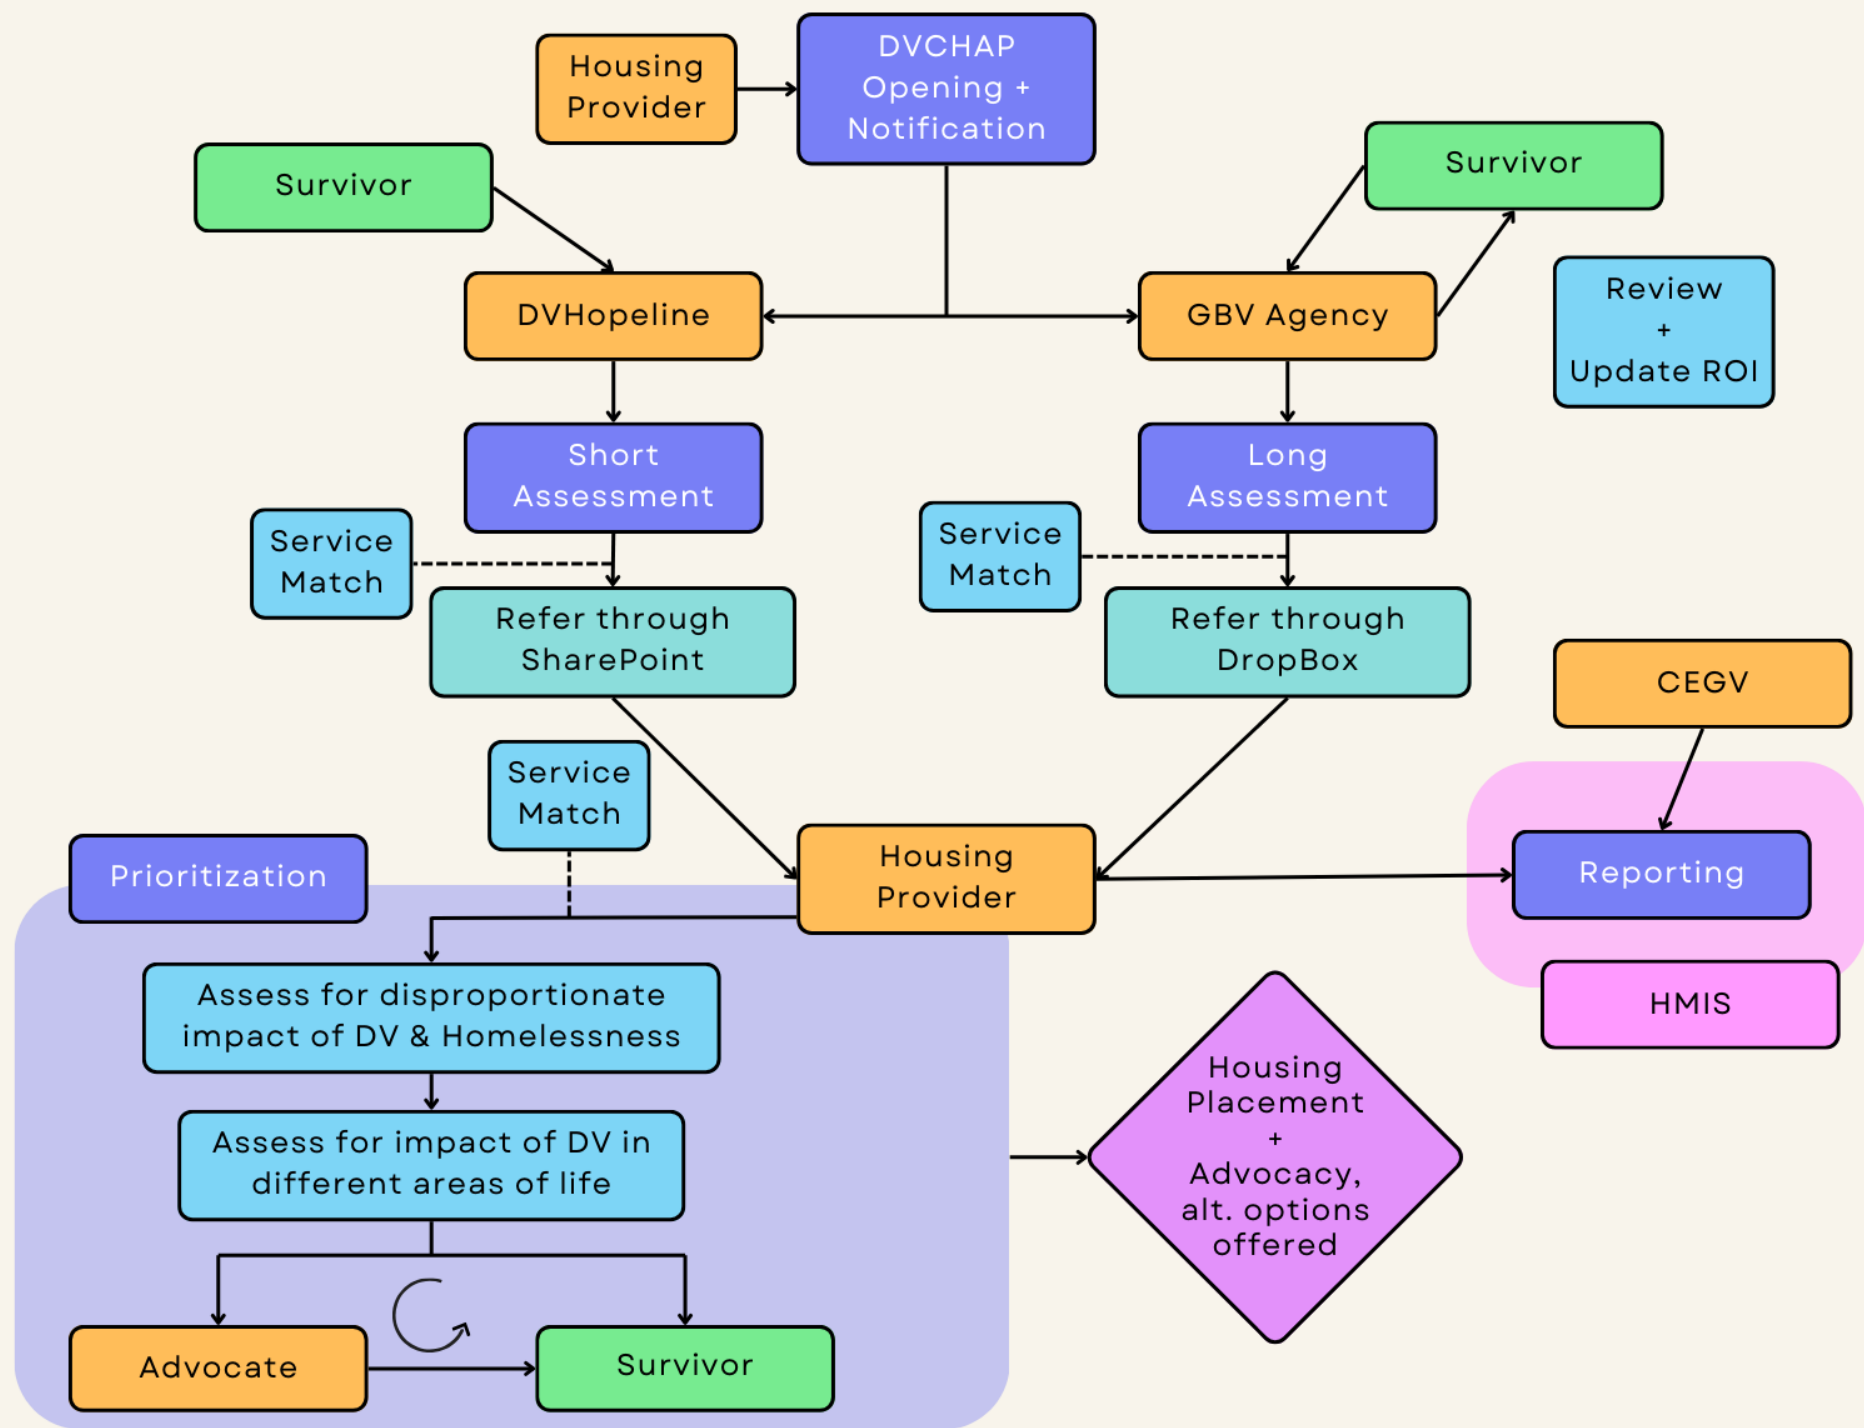 Housing
Provider
DVCHAP
Opening +
Notification
Survivor
Survivor
DVHopeline
GBV Agency
Review
+
Update ROI
Short
Assessment
Long
Assessment
Service
Match
Service
Match
Refer through
SharePoint
Refer through
DropBox
CEGV
Service
Match
Housing
Provider
Reporting
Prioritization
HMIS
Assess for disproportionate
impact of DV & Homelessness
Assess for impact of DV in
different areas of life
Housing
Placement
+
Advocacy,
alt. options
offered
Advocate
Survivor